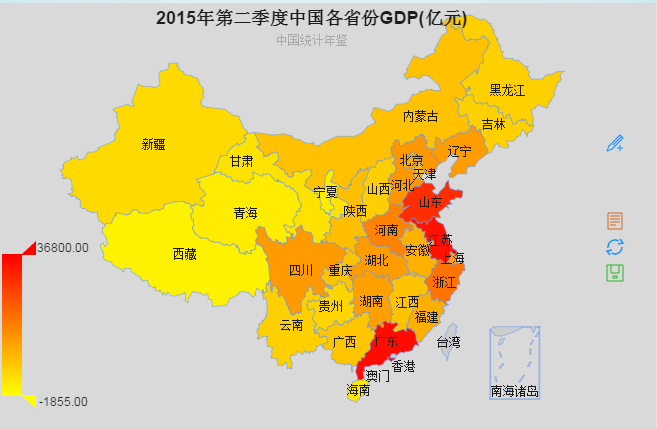 2015年第二季度中国各省份GDP(亿元)
中国统计年鉴
黑龙江
内蒙古
吉林
新疆
辽宁
甘肃
北京
天津
宁夏
山西
河北
山东
青海
陕西
河南
江苏
西藏
安徽
上海
四川
重庆
湖北
浙江
湖南
江西
贵州
福建
云南
广西
广东
台湾
香港
澳门
海南
南海诸岛
36800.00
-1855.00